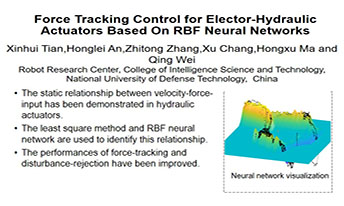 Force Tracking Control for Elector-Hydraulic
Actuators Based On RBF Neural Networks
Xinhui Tian,Honglei An,Zhitong Zhang,Xu Chang,Hongxu Ma and
Qing Wei
Robot Research Center, College of Intelligence Science and Technology,
National University of Defense Technology, China
• The static relationship between velocity-force-
input has been demonstrated in hydraulic
actuators.
• The least square method and RBF neural
network are used to identify this relationship.
• The performances of force-tracking and
disturbance-rejection have been improved.
Neural network visualization